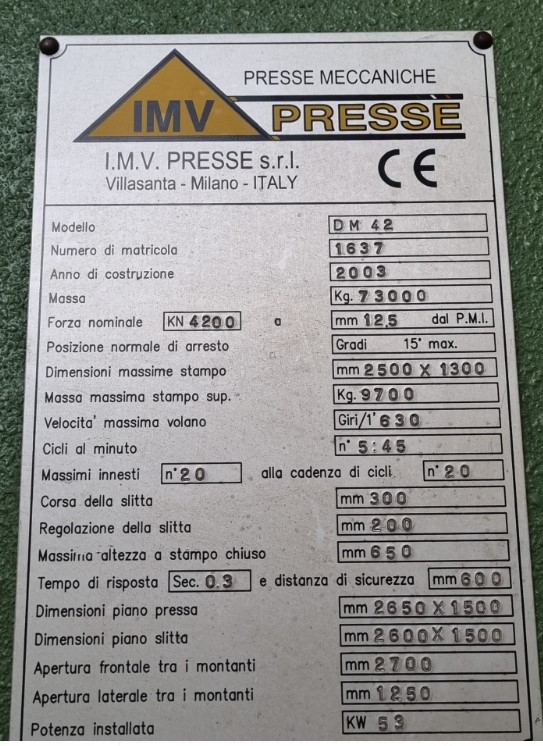 PRESSE MECCANICHE
IMV PRESSE
I.M.V. PRESSE s.r.l.
Villasanta - Milano - ITALY
CE
Modello DM 42
Numero di matricola 1637
Anno di costruzione 2003
Massa Kg. 73000
Forza nominale KN 4200 a mm 12.5 dal P.M.I.
Posizione normale di arresto Gradi 15° max.
Dimensioni massime stampo mm 2500 X 1300
Massa massima stampo sup. Kg. 9700
Velocita' massima volano Giri/1' 630
Cicli al minuto n° 5:45
Massimi innesti n° 20 alla cadenza di cicli n° 20
Corsa della slitta mm 300
Regolazione della slitta mm 200
Massima altezza a stampo chiuso mm 650
Tempo di risposta Sec. 0.3 e distanza di sicurezza mm 600
Dimensioni piano pressa mm 2650 X 1500
Dimensioni piano slitta mm 2600 X 1500
Apertura frontale tra i montanti mm 2700
Apertura laterale tra i montanti mm 1250
Potenza installata KW 53